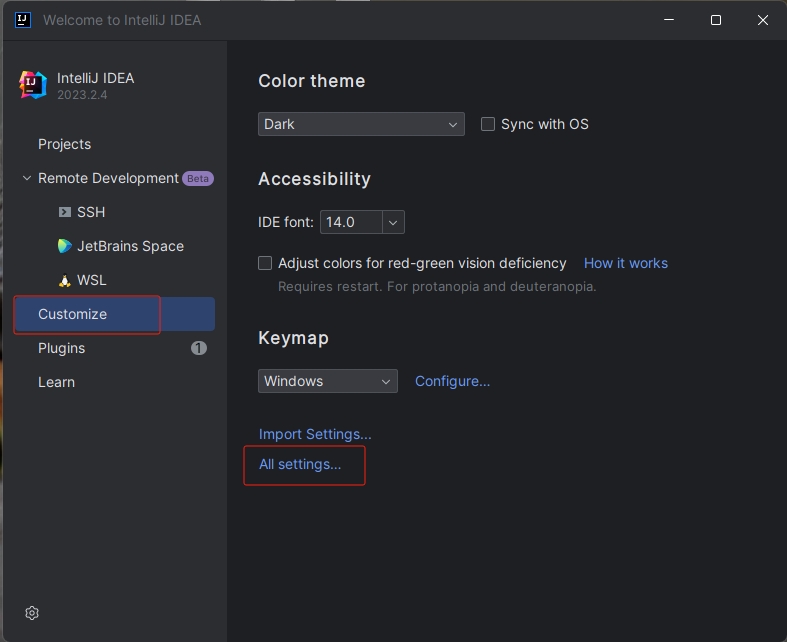 Welcome to IntelliJ IDEA
IntelliJ IDEA
2023.2.4
Projects
Remote Development Beta
SSH
JetBrains Space
WSL
Customize
Plugins 1
Learn
Color theme
Dark
Sync with OS
Accessibility
IDE font: 14.0
Adjust colors for red-green vision deficiency How it works
Requires restart. For protanopia and deuteranopia.
Keymap
Windows
Configure...
Import Settings...
All settings...